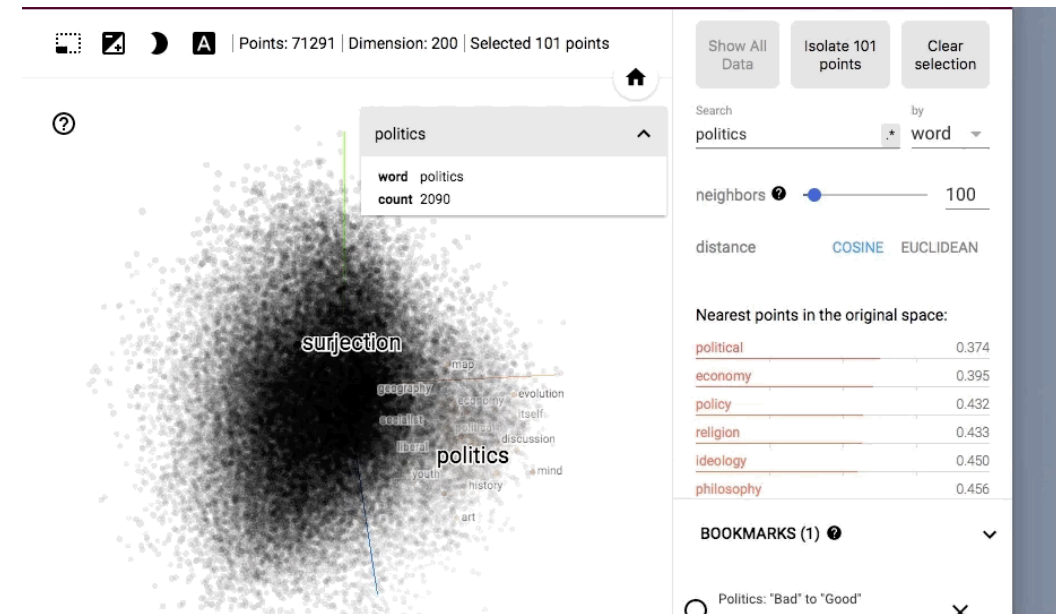 A
Points: 71291 | Dimension: 200 | Selected 101 points
politics
word politics
count 2090
surjection
map
geography
economy
evolution
socialist
itself
political
discussion
liberal
politics
youth
mind
history
art
Show All
Data
Isolate 101
points
Clear
selection
Search
by
politics
.*
word
neighbors
100
distance
COSINE
EUCLIDEAN
Nearest points in the original space:
political 0.374
economy 0.395
policy 0.432
religion 0.433
ideology 0.450
philosophy 0.456
BOOKMARKS (1)
Politics: "Bad" to "Good"